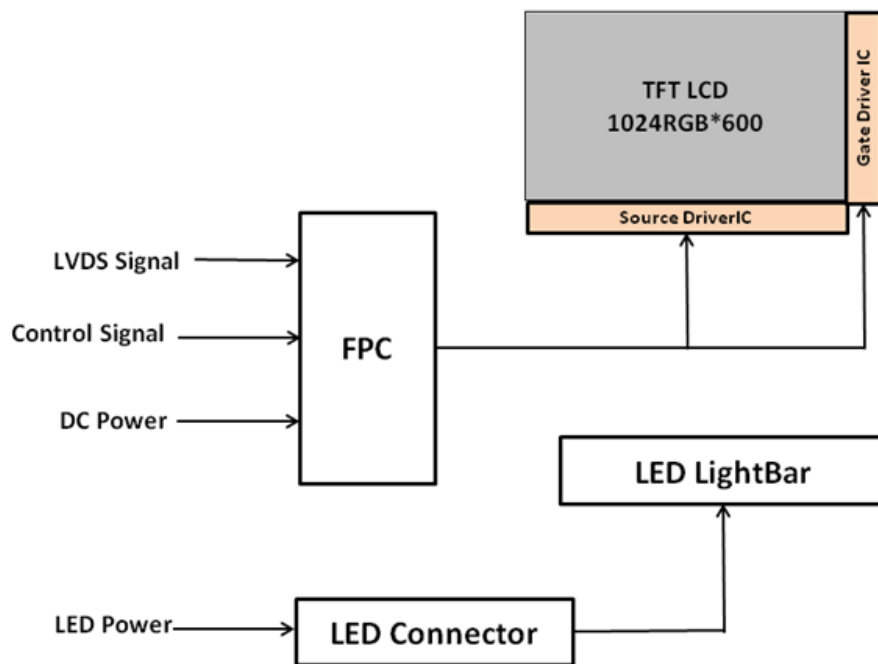 TFT LCD
1024RGB*600
Gate Driver IC
Source DriverIC
LVDS Signal
Control Signal
FPC
DC Power
LED LightBar
LED Power
LED Connector